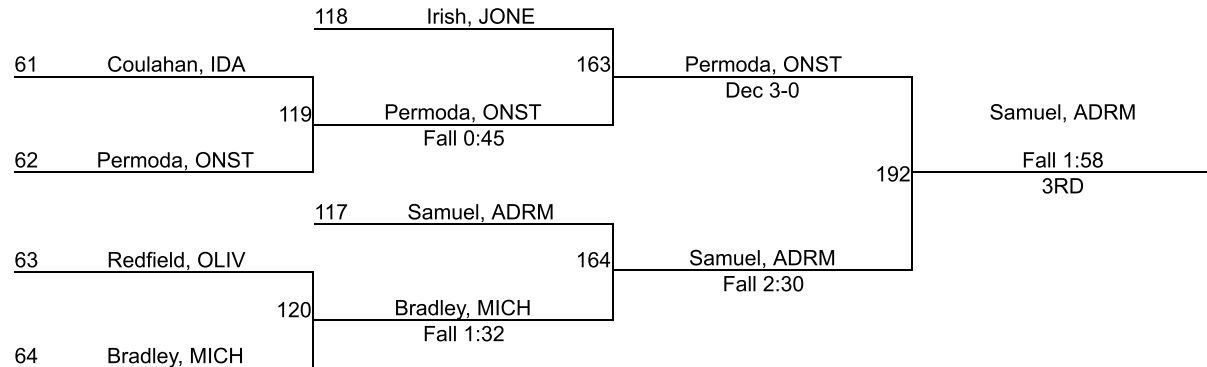 118 Irish, JONE
61 Coulahan, IDA
163
Permoda, ONST
Dec 3-0
119
Permoda, ONST
Fall 0:45
Samuel, ADRM
62 Permoda, ONST
Fall 1:58
192
3RD
117 Samuel, ADRM
63 Redfield, OLIV
164
Samuel, ADRM
Fall 2:30
120
Bradley, MICH
Fall 1:32
64 Bradley, MICH